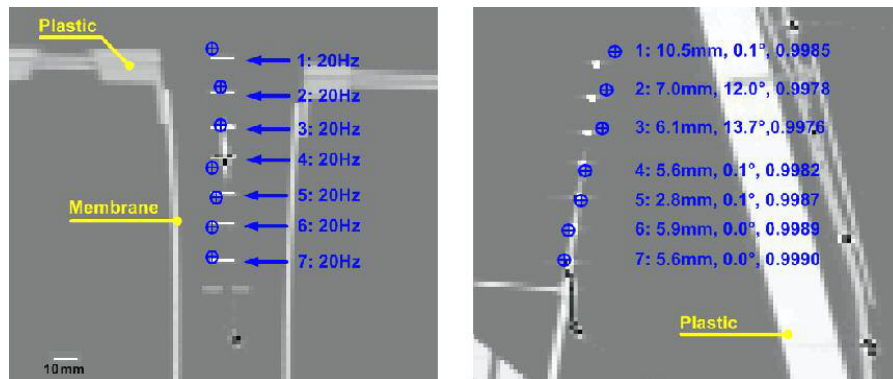 Plastic
1: 20Hz
2: 20Hz
3: 20Hz
4: 20Hz
5: 20Hz
Membrane
6: 20Hz
7: 20Hz
10mm
1: 10.5mm, 0.1°, 0.9985
2: 7.0mm, 12.0°, 0.9978
3: 6.1mm, 13.7°,0.9976
4: 5.6mm, 0.1°, 0.9982
5: 2.8mm, 0.1°, 0.9987
6: 5.9mm, 0.0°, 0.9989
7: 5.6mm, 0.0°, 0.9990
Plastic